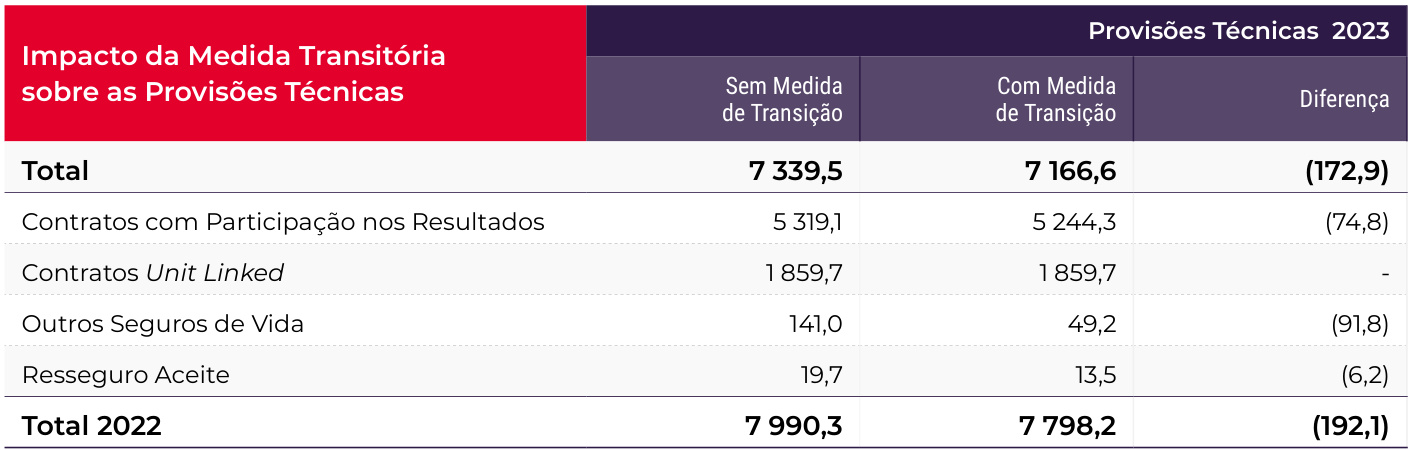 Impacto da Medida Transitória
sobre as Provisões Técnicas
Provisões Técnicas 2023
Sem Medida
de Transição
Com Medida
de Transição
Diferença
Total 7 339,5 7 166,6 (172,9)
Contratos com Participação nos Resultados 5 319,1 5 244,3 (74,8)
Contratos Unit Linked 1 859,7 1 859,7 -
Outros Seguros de Vida 141,0 49,2 (91,8)
Resseguro Aceite 19,7 13,5 (6,2)
Total 2022 7 990,3 7 798,2 (192,1)